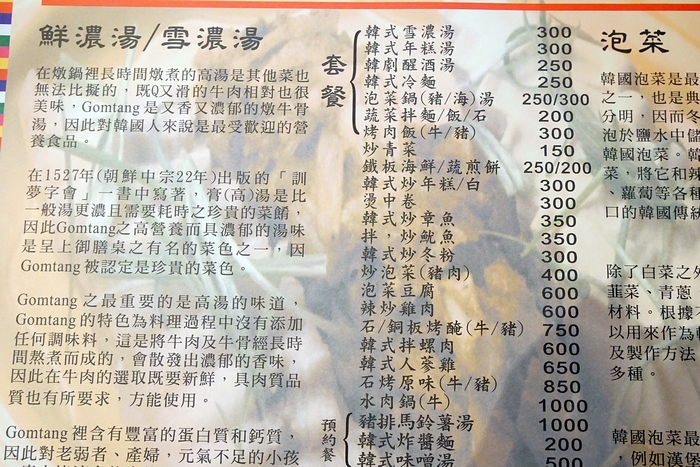 鮮濃湯/雪濃湯
在燉鍋裡長時間燉煮的高湯是其他菜也
無法比擬的，既Q又滑的牛肉相對也很
美味，Gomtang是又香又濃郁的燉牛骨
湯，因此對韓國人來說是最受歡迎的營
養食品。
在1527年(朝鮮中宗22年)出版的「訓
夢字會」一書中寫著，膏(高)湯是比
一般湯更濃且需要耗時之珍貴的菜餚，
因此Gomtang之高營養而具濃郁的湯味
是呈上御膳桌之有名的菜色之一，因
Gomtang 被認定是珍貴的菜色。
Gomtang 之最重要的是高湯的味道，
Gomtang 的特色為料理過程中沒有添加
任何調味料，這是將牛肉及牛骨經長時
間熬煮而成的，會散發出濃郁的香味，
因此在牛肉的選取既要新鮮，具肉質品
質也有所要求，方能使用。
Gomtang 裡含有豐富的蛋白質和鈣質，
因此對老弱者、產婦，元氣不足的小孩
套餐
韓式雪濃湯 300
韓式年糕湯 300
韓劇醒酒湯 250
韓式冷麵 250
泡菜鍋(豬/海)湯 250/300
蔬菜拌麵/飯/石 200
烤肉飯(牛/豬) 300
炒青菜 150
鐵板海鮮/蔬煎餅 250/200
韓式炒年糕/白 300
燙中卷 300
韓式炒章魚 350
拌，炒魷魚 350
韓式炒冬粉 300
炒泡菜(豬肉) 400
泡菜豆腐 600
辣炒雞肉 600
石/銅板烤醃(牛/豬) 750
韓式拌螺肉 600
韓式人蔘雞 650
石烤原味(牛/豬) 850
水肉鍋(牛) 1000
預約餐
豬排馬鈴薯湯 1000
韓式炸醬麵 200
韓式味噌湯 500
泡菜
韓國泡菜是最
之一，也是典
分明，因而冬
泡於鹽水中儲
韓國泡菜。韓
菜，將它和辣
、蘿蔔等各種
口的韓國傳統
除了白菜之外
韭菜、青蔥
材料。根據不
以用來作為韓
及製作方法
多種。
韓國泡菜最
，例如漢堡